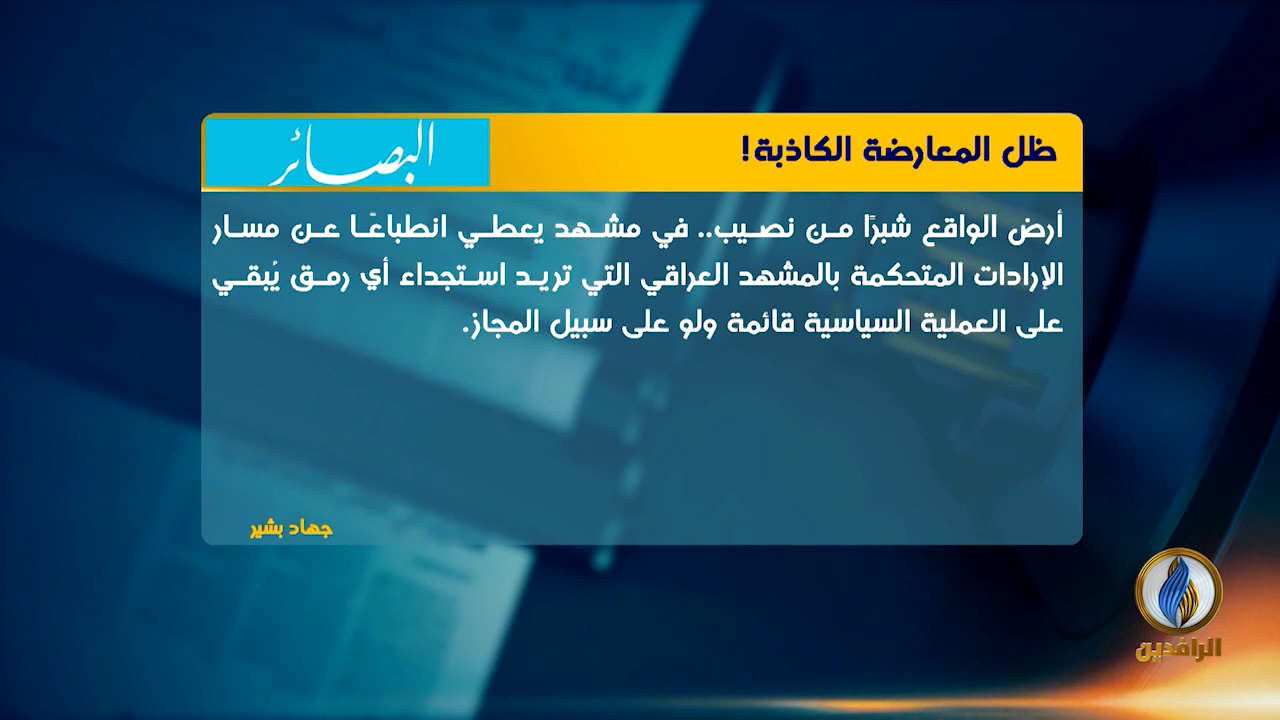 ظل المعارضة الكاذبة!
البصائر
أرض الواقع شبرًا من نصيب.. في مشهد يعطي انطباعًا عن مسار
الإرادات المتحكمة بالمشهد العراقي التي تريد استجداء أي رمق يُبقي
على العملية السياسية قائمة ولو على سبيل المجاز.
جهاد بشير
الرافدين